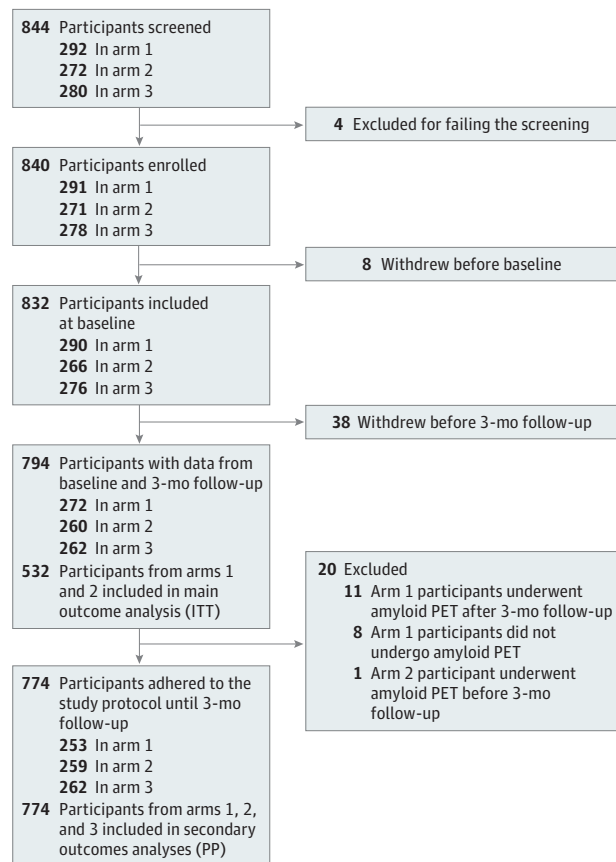 844 Participants screened
292 In arm 1
272 In arm 2
280 In arm 3
4 Excluded for failing the screening
840 Participants enrolled
291 In arm 1
271 In arm 2
278 In arm 3
8 Withdrew before baseline
832 Participants included
at baseline
290 In arm 1
266 In arm 2
276 In arm 3
38 Withdrew before 3-mo follow-up
794 Participants with data from
baseline and 3-mo follow-up
272 In arm 1
260 In arm 2
262 In arm 3
532 Participants from arms 1
and 2 included in main
outcome analysis (ITT)
20 Excluded
11 Arm 1 participants underwent
amyloid PET after 3-mo follow-up
8 Arm 1 participants did not
undergo amyloid PET
1 Arm 2 participant underwent
amyloid PET before 3-mo
follow-up
774 Participants adhered to the
study protocol until 3-mo
follow-up
253 In arm 1
259 In arm 2
262 In arm 3
774 Participants from arms 1, 2,
and 3 included in secondary
outcomes analyses (PP)